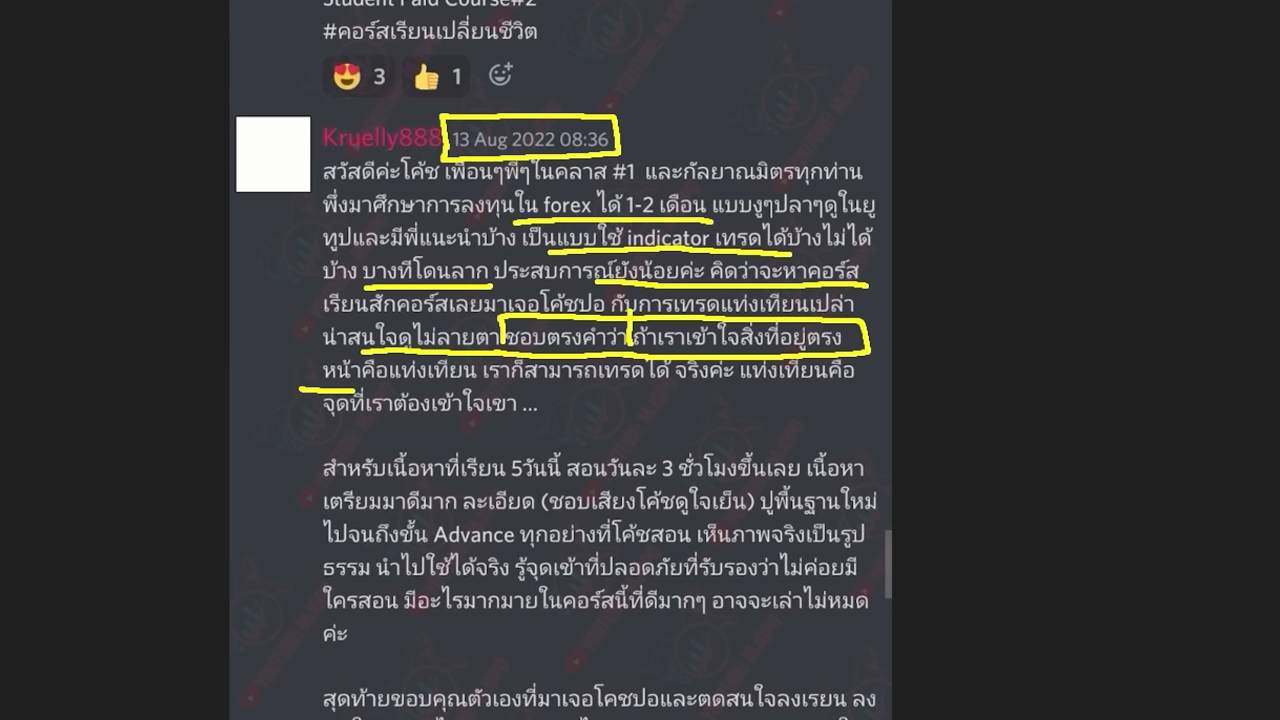 Student Paid Course#2
#คอร์สเรียนเปลี่ยนชีวิต
3 1
Kruelly888 13 Aug 2022 08:36
สวัสดีค่ะโค้ช เพื่อนๆพี่ๆในคลาส #1 และกัลยาณมิตรทุกท่าน
พึ่งมาศึกษาการลงทุนใน forex ได้ 1-2 เดือน แบบงูๆปลาๆดูในยู
ทูปและมีพี่แนะนำบ้าง เป็นแบบใช้ indicator เทรดได้บ้างไม่ได้
บ้าง บางทีโดนลาก ประสบการณ์ยังน้อยค่ะ คิดว่าจะหาคอร์ส
เรียนสักคอร์สเลยมาเจอโค้ชปอ กับการเทรดแท่งเทียนเปล่า
น่าสนใจดูไม่ลายตา ชอบตรงคำว่า ถ้าเราเข้าใจสิ่งที่อยู่ตรง
หน้าคือแท่งเทียน เราก็สามารถเทรดได้ จริงค่ะ แท่งเทียนคือ
จุดที่เราต้องเข้าใจเขา ...
สำหรับเนื้อหาที่เรียน 5วันนี้ สอนวันละ 3 ชั่วโมงขึ้นเลย เนื้อหา
เตรียมมาดีมาก ละเอียด (ชอบเสียงโค้ชดูใจเย็น) ปูพื้นฐานใหม่
ไปจนถึงขั้น Advance ทุกอย่างที่โค้ชสอน เห็นภาพจริงเป็นรูป
ธรรม นำไปใช้ได้จริง รู้จุดเข้าที่ปลอดภัยที่รับรองว่าไม่ค่อยมี
ใครสอน มีอะไรมากมายในคอร์สนี้ที่ดีมากๆ อาจจะเล่าไม่หมด
ค่ะ
สุดท้ายขอบคุณตัวเองที่มาเจอโคชปอและตดสนใจลงเรยน ลง